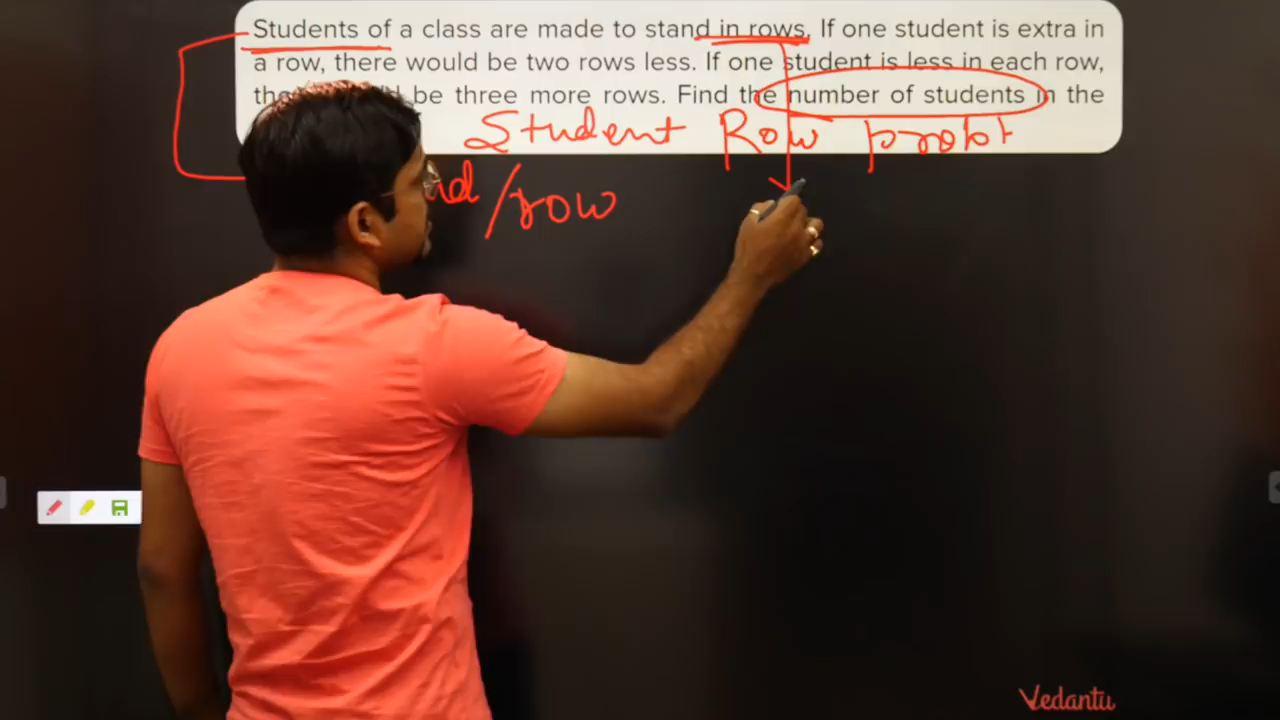 Students of a class are made to stand in rows. If one student is extra in
a row, there would be two rows less. If one student is less in each row,
be three more rows. Find the number of students in the
Student Row
/row
Vedantu